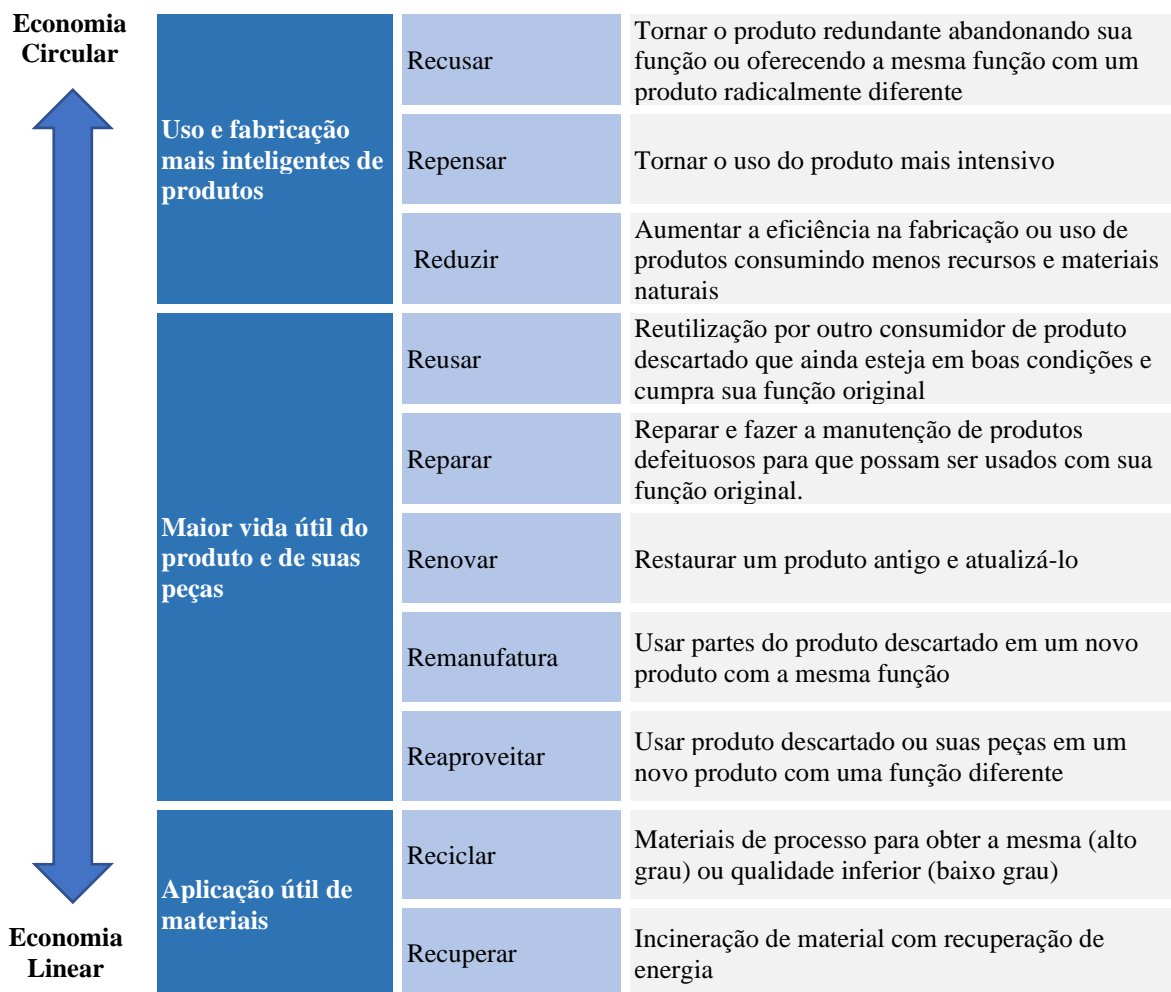 Economia
Circular
Uso e fabricação
mais inteligentes de
produtos
Recusar
Tornar o produto redundante abandonando sua
função ou oferecendo a mesma função com um
produto radicalmente diferente
Repensar
Tornar o uso do produto mais intensivo
Reduzir
Aumentar a eficiência na fabricação ou uso de
produtos consumindo menos recursos e materiais
naturais
Maior vida útil do
produto e de suas
peças
Reusar
Reutilização por outro consumidor de produto
descartado que ainda esteja em boas condições e
cumpra sua função original
Reparar
Reparar e fazer a manutenção de produtos
defeituosos para que possam ser usados com sua
função original.
Renovar
Restaurar um produto antigo e atualizá-lo
Remanufatura
Usar partes do produto descartado em um novo
produto com a mesma função
Reaproveitar
Usar produto descartado ou suas peças em um
novo produto com uma função diferente
Aplicação útil de
materiais
Reciclar
Materiais de processo para obter a mesma (alto
grau) ou qualidade inferior (baixo grau)
Recuperar
Incineração de material com recuperação de
energia
Economia
Linear